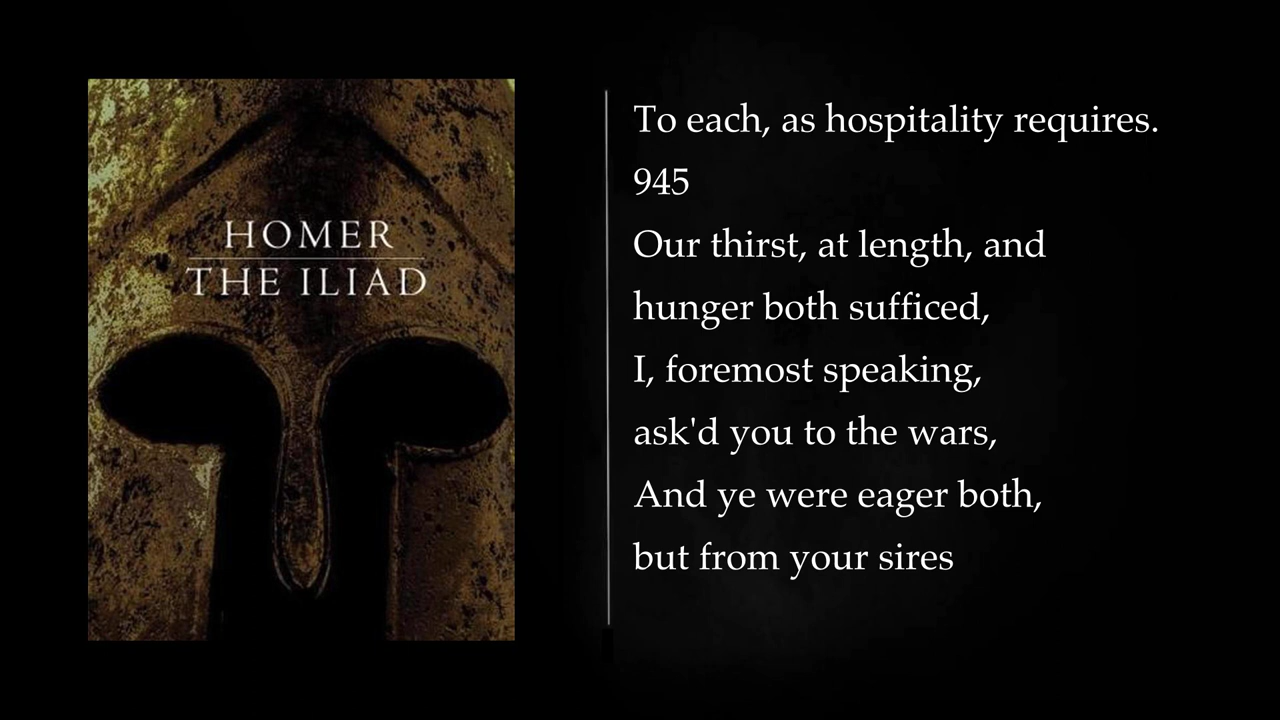 HOMER
THE ILIAD
To each, as hospitality requires.
945
Our thirst, at length, and
hunger both sufficed,
I, foremost speaking,
ask'd you to the wars,
And ye were eager both,
but from your sires